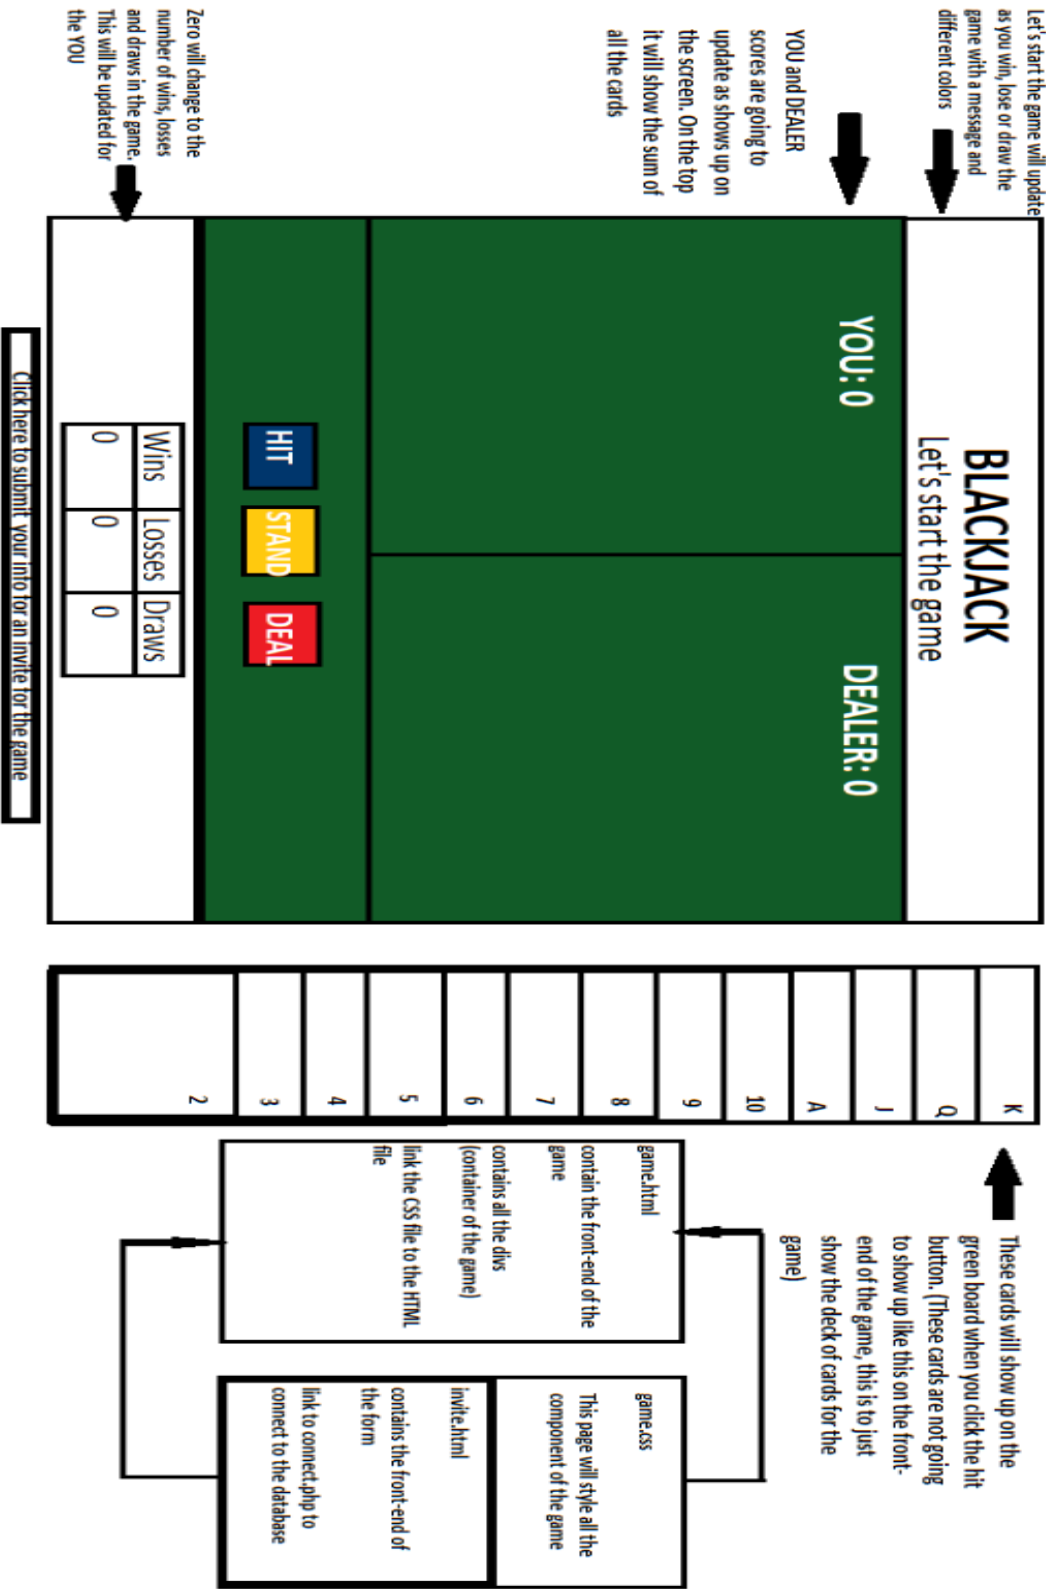 Let's start the game will update
as you win, lose or draw the
game with a message and
different colors
YOU and DEALER
scores are going to
update as shows up on
the screen. On the top
it will show the sum of
all the cards
Zero will change to the
number of wins, losses
and draws in the game.
This will be updated for
the YOU
BLACKJACK
Let's start the game
YOU: 0
DEALER: 0
HIT
STAND
DEAL
Wins Losses Draws
0 0 0
Click here to submit your info for an invite for the game
K
Q
J
A
10
9
8
7
6
5
4
3
2
These cards will show up on the
green board when you click the hit
button. (These cards are not going
to show up like this on the front-
end of the game, this is to just
show the deck of cards for the
game)
game.html
contain the front-end of the
game
contains all the divs
(container of the game)
link the CSS file to the HTML
file
game.css
This page will style all the
component of the game
invite.html
contains the front-end of
the form
link to connect.php to
connect to the database